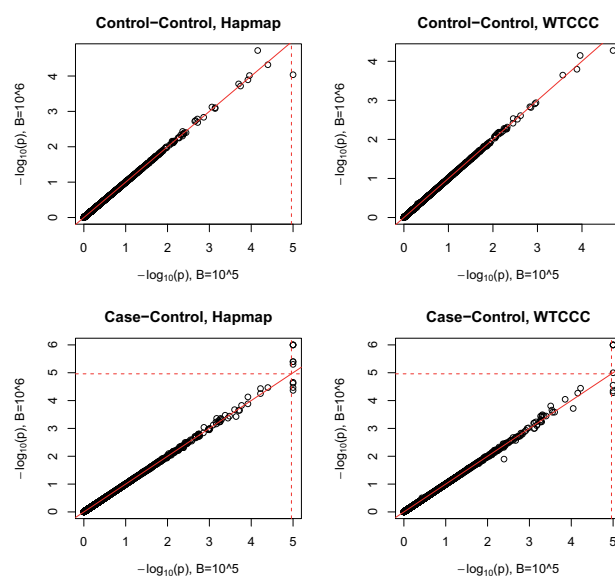 Control−Control, Hapmap
−log10(p), B=10^6
4
3
2
1
0
0 1 2 3 4 5
−log10(p), B=10^5
Control−Control, WTCCC
−log10(p), B=10^6
4
3
2
1
0
0 1 2 3 4
−log10(p), B=10^5
Case−Control, Hapmap
−log10(p), B=10^6
6
5
4
3
2
1
0
0 1 2 3 4 5
−log10(p), B=10^5
Case−Control, WTCCC
−log10(p), B=10^6
6
5
4
3
2
1
0
0 1 2 3 4 5
−log10(p), B=10^5